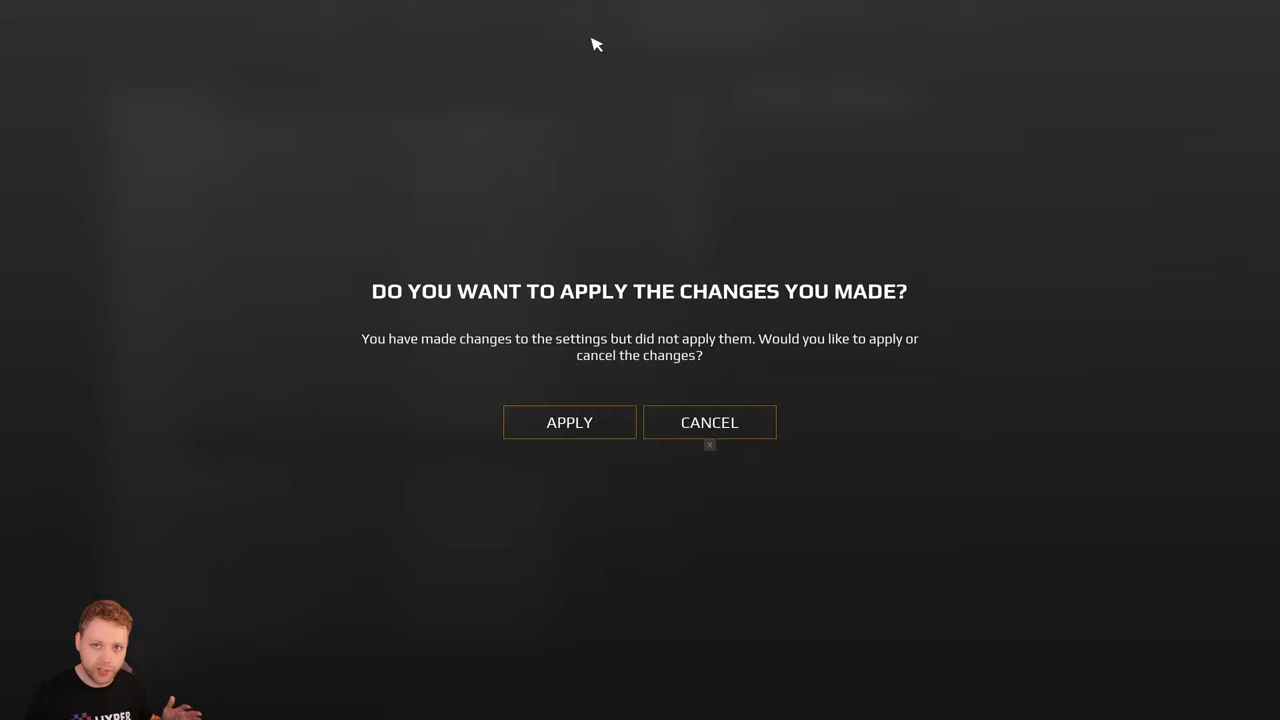 DO YOU WANT TO APPLY THE CHANGES YOU MADE?
You have made changes to the settings but did not apply them. Would you like to apply or
cancel the changes?
APPLY
CANCEL
X
HYPER